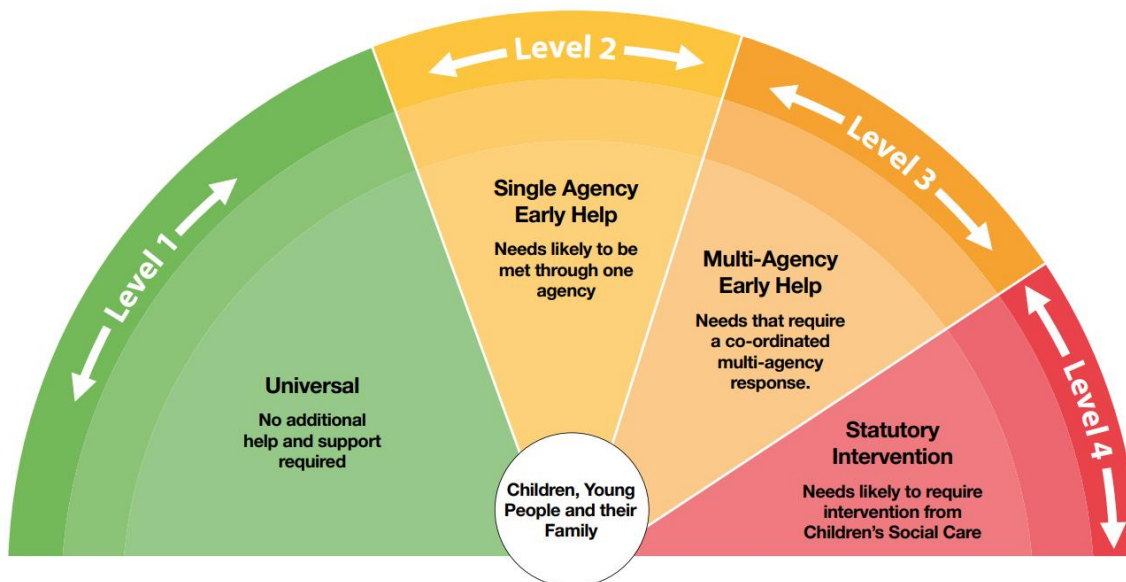 Level 1
Universal
No additional
help and support
required
Level 2
Single Agency
Early Help
Needs likely to be
met through one
agency
Level 3
Multi-Agency
Early Help
Needs that require
a co-ordinated
multi-agency
response.
Level 4
Statutory
Intervention
Needs likely to require
intervention from
Children's Social Care
Children, Young
People and their
Family